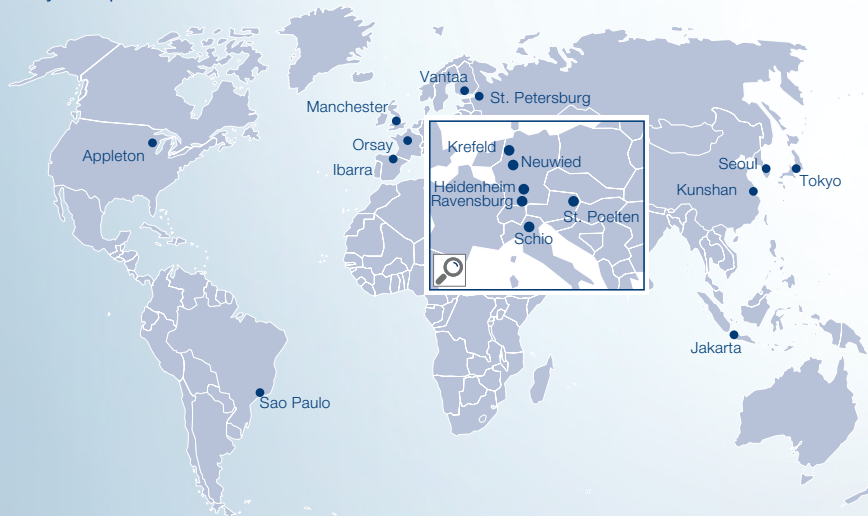 Vantaa
St. Petersburg
Manchester
Orsay
Ibarra
Appleton
Krefeld
Neuwied
Heidenheim
Ravensburg
St. Poelten
Schio
Seoul
Tokyo
Kunshan
Jakarta
Sao Paulo